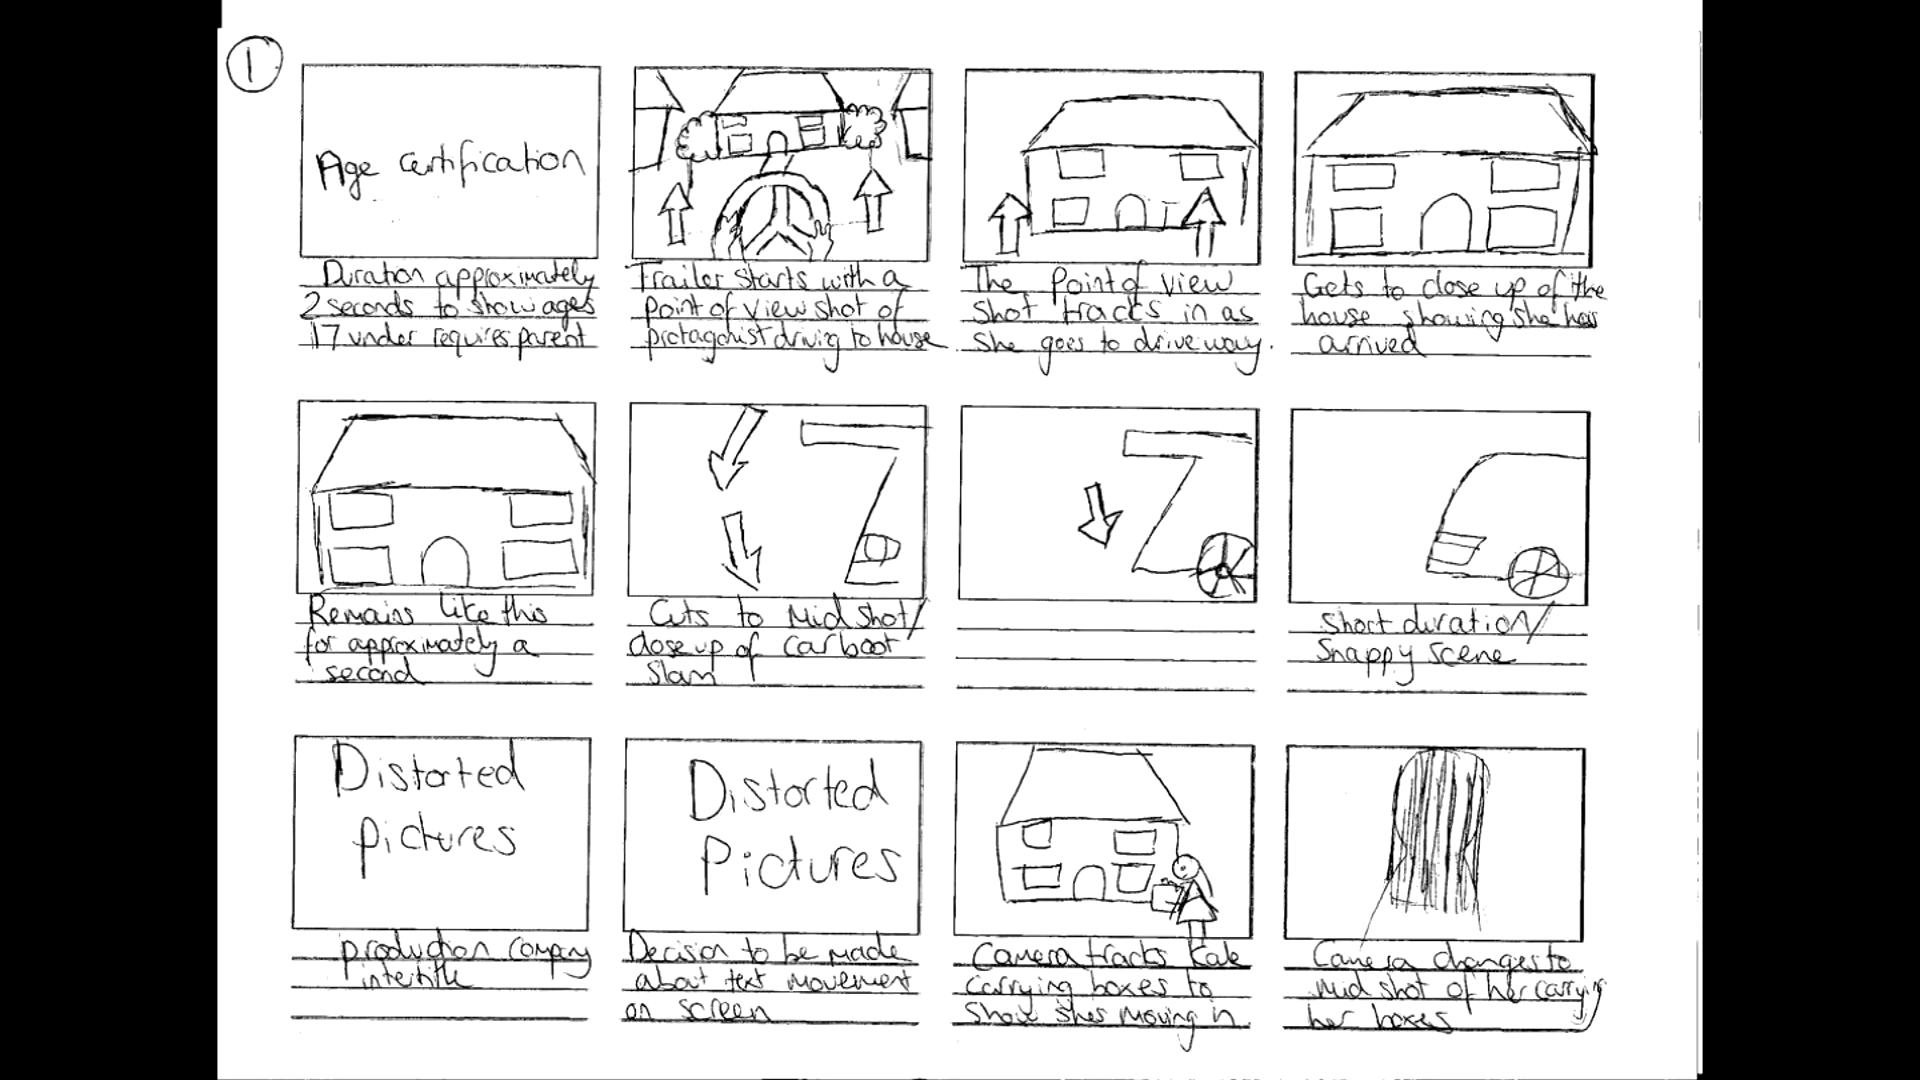 1
Age certification
Duration approximately
2 seconds to show ages
17 under requires parent
Trailer starts with a
point of view shot of
protagonist driving to house
The Point of view
shot tracks in as
she goes to driveway.
Gets to close up of the
house showing she has
arrived
Remains like this
for approximately a
second
Cuts to Mid shot/
close up of car boot
slam
Short duration/
Snappy scene
Distorted
pictures
production company
intertitle
Distorted
Pictures
Decision to be made
about text movement
on screen
Camera tracks Kate
carrying boxes to
show shes moving in
Camera changes to
mid shot of her carrying
her boxes